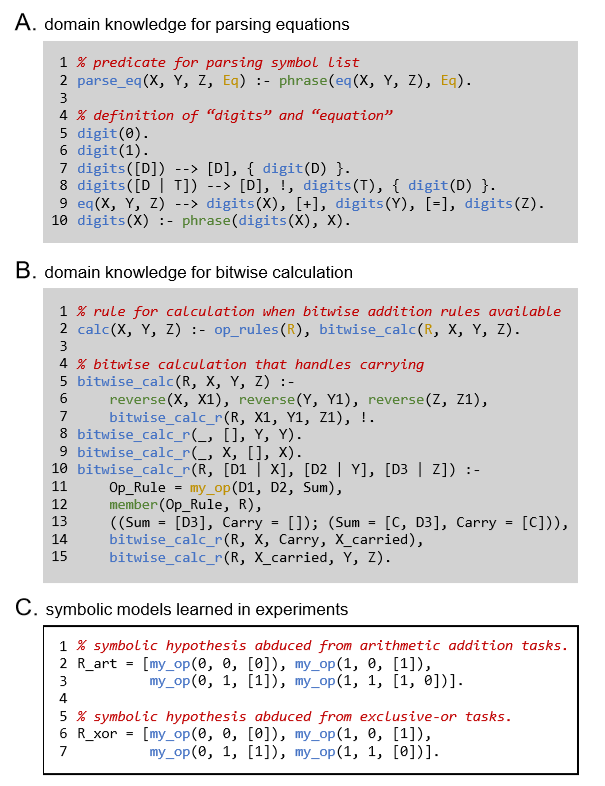 A. domain knowledge for parsing equations
1 % predicate for parsing symbol list
2 parse_eq(X, Y, Z, Eq) :- phrase(eq(X, Y, Z), Eq).
3
4 % definition of “digits” and “equation”
5 digit(0).
6 digit(1).
7 digits([D]) --> [D], { digit(D) }.
8 digits([D | T]) --> [D], !, digits(T), { digit(D) }.
9 eq(X, Y, Z) --> digits(X), [+], digits(Y), [=], digits(Z).
10 digits(X) :- phrase(digits(X), X).
B. domain knowledge for bitwise calculation
1 % rule for calculation when bitwise addition rules available
2 calc(X, Y, Z) :- op_rules(R), bitwise_calc(R, X, Y, Z).
3
4 % bitwise calculation that handles carrying
5 bitwise_calc(R, X, Y, Z) :-
6 reverse(X, X1), reverse(Y, Y1), reverse(Z, Z1),
7 bitwise_calc_r(R, X1, Y1, Z1), !.
8 bitwise_calc_r(_, [], Y, Y).
9 bitwise_calc_r(_, X, [], X).
10 bitwise_calc_r(R, [D1 | X], [D2 | Y], [D3 | Z]) :-
11 Op_Rule = my_op(D1, D2, Sum),
12 member(Op_Rule, R),
13 ((Sum = [D3], Carry = []); (Sum = [C, D3], Carry = [C])),
14 bitwise_calc_r(R, X, Carry, X_carried),
15 bitwise_calc_r(R, X_carried, Y, Z).
C. symbolic models learned in experiments
1 % symbolic hypothesis abduced from arithmetic addition tasks.
2 R_art = [my_op(0, 0, [0]), my_op(1, 0, [1]),
3 my_op(0, 1, [1]), my_op(1, 1, [1, 0])].
4
5 % symbolic hypothesis abduced from exclusive-or tasks.
6 R_xor = [my_op(0, 0, [0]), my_op(1, 0, [1]),
7 my_op(0, 1, [1]), my_op(1, 1, [0])].